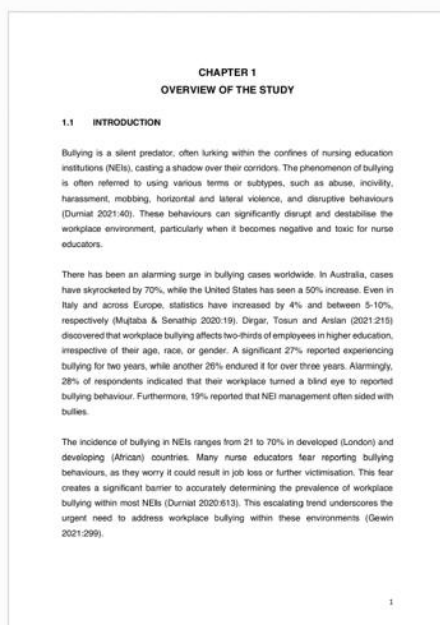 CHAPTER 1
OVERVIEW OF THE STUDY
1.1 INTRODUCTION
Bullying is a silent predator, often lurking within the confines of nursing education
institutions (NEIs), casting a shadow over their corridors. The phenomenon of bullying
is often referred to using various terms or subtypes, such as abuse, incivility,
harassment, mobbing, horizontal and lateral violence, and disruptive behaviours
(Durniat 2021:40). These behaviours can significantly disrupt and destabilise the
workplace environment, particularly when it becomes negative and toxic for nurse
educators.
There has been an alarming surge in bullying cases worldwide. In Australia, cases
have skyrocketed by 70%, while the United States has seen a 50% increase. Even in
Italy and across Europe, statistics have increased by 4% and between 5-10%,
respectively (Mujtaba & Senathip 2020:19). Dirgar, Tosun and Arslan (2021:215)
discovered that workplace bullying affects two-thirds of employees in higher education,
irrespective of their age, race, or gender. A significant 27% reported experiencing
bullying for two years, while another 26% endured it for over three years. Alarmingly,
28% of respondents indicated that their workplace turned a blind eye to reported
bullying behaviour. Furthermore, 19% reported that NEI management often sided with
bullies.
The incidence of bullying in NEIs ranges from 21 to 70% in developed (London) and
developing (African) countries. Many nurse educators fear reporting bullying
behaviours, as they worry it could result in job loss or further victimisation. This fear
creates a significant barrier to accurately determining the prevalence of workplace
bullying within most NEIs (Durniat 2020:613). This escalating trend underscores the
urgent need to address workplace bullying within these environments (Gewin
2021:299).
1